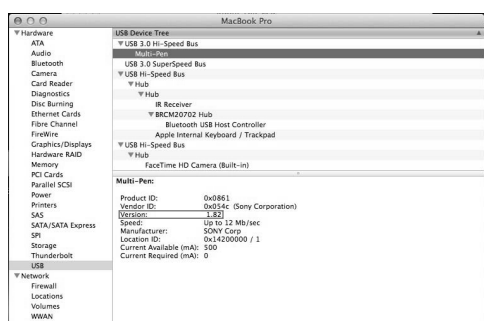 MacBook Pro
▼Hardware
ATA
Audio
Bluetooth
Camera
Card Reader
Diagnostics
Disc Burning
Ethernet Cards
Fibre Channel
FireWire
Graphics/Displays
Hardware RAID
Memory
PCI Cards
Parallel SCSI
Power
Printers
SAS
SATA/SATA Express
SPI
Storage
Thunderbolt
USB
▼Network
Firewall
Locations
Volumes
WWAN
USB Device Tree
▼USB 3.0 Hi-Speed Bus
Multi-Pen
USB 3.0 SuperSpeed Bus
▼USB Hi-Speed Bus
▼Hub
▼Hub
IR Receiver
▼BRCM20702 Hub
Bluetooth USB Host Controller
Apple Internal Keyboard / Trackpad
▼USB Hi-Speed Bus
▼Hub
FaceTime HD Camera (Built-in)
Multi-Pen:
Product ID: 0x0861
Vendor ID: 0x054c (Sony Corporation)
Version: 1.82
Speed: Up to 12 Mb/sec
Manufacturer: SONY Corp
Location ID: 0x14200000 / 1
Current Available (mA): 500
Current Required (mA): 0